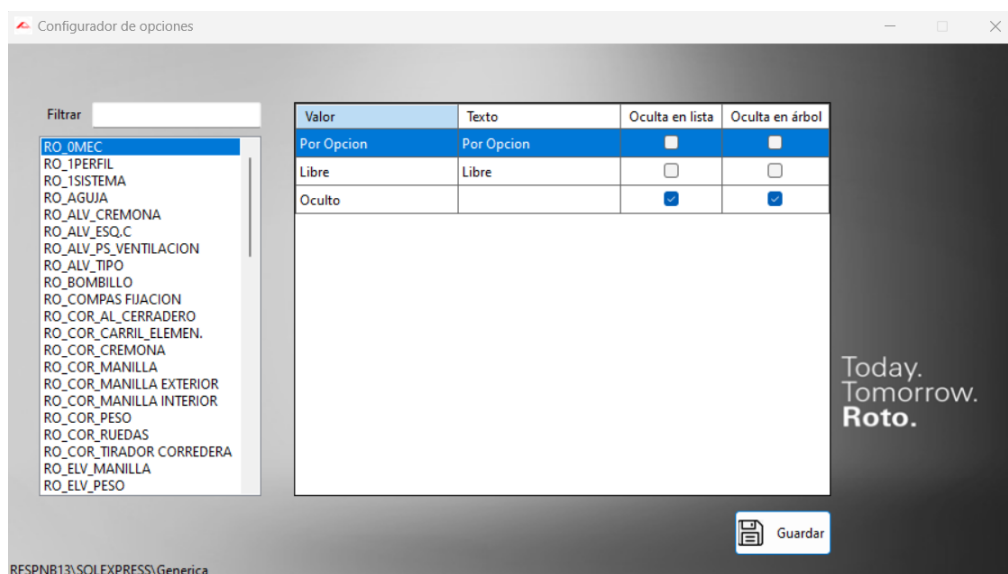 Configurador de opciones
Filtrar
RO_0MEC
RO_1PERFIL
RO_1SISTEMA
RO_AGUJA
RO_ALV_CREMONA
RO_ALV_ESQ.C
RO_ALV_PS_VENTILACION
RO_ALV_TIPO
RO_BOMBILLO
RO_COMPAS FIJACION
RO_COR_AL_CERRADERO
RO_COR_CARRIL_ELEMEN.
RO_COR_CREMONA
RO_COR_MANILLA
RO_COR_MANILLA EXTERIOR
RO_COR_MANILLA INTERIOR
RO_COR_PESO
RO_COR_RUEDAS
RO_COR_TIRADOR CORREDERA
RO_ELV_MANILLA
RO_ELV_PESO
Valor Texto Oculta en lista Oculta en árbol
Por Opcion Por Opcion
Libre Libre
Oculto
Today.
Tomorrow.
Roto.
Guardar
RESPNB13\SQLEXPRESS\Generica